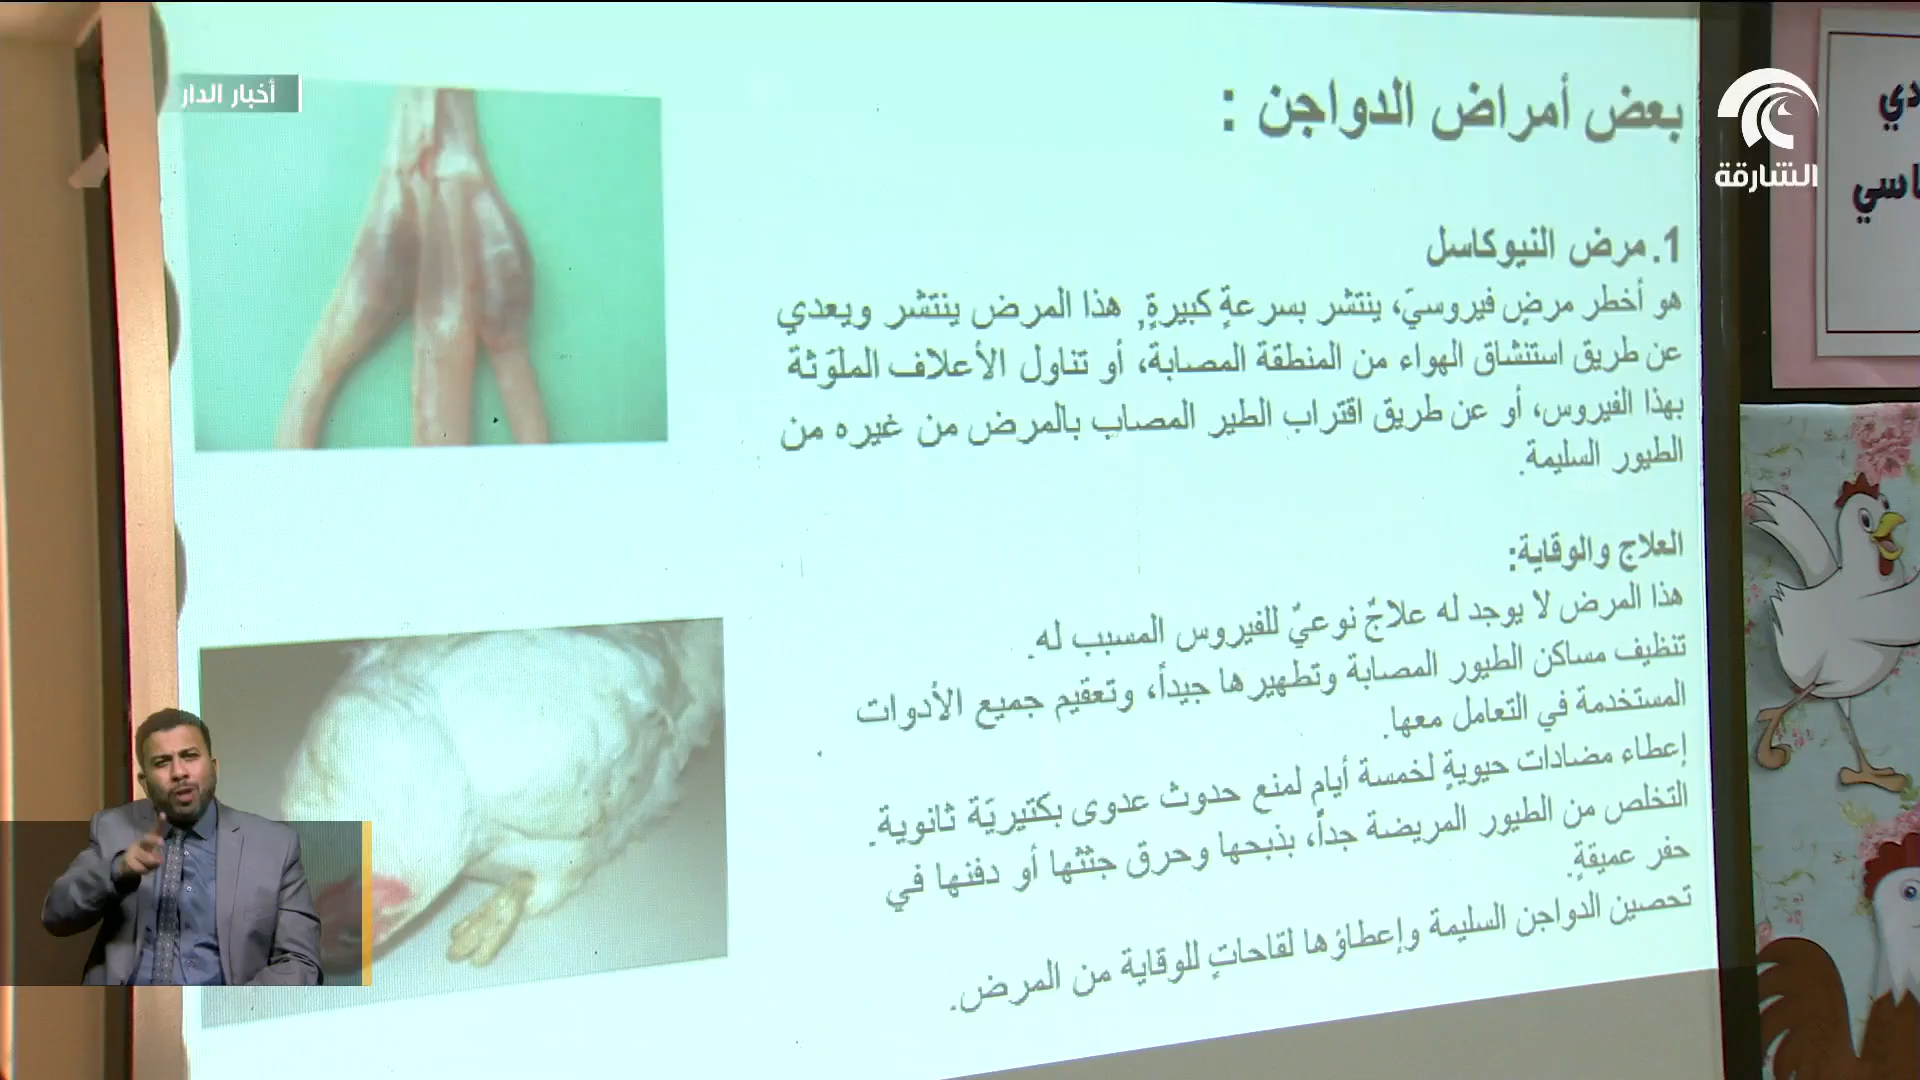 أخبار الدار
الشارقة
بعض أمراض الدواجن :
1. مرض النيوكاسل
هو أخطر مرضٍ فيروسيّ، ينتشر بسرعةٍ كبيرةٍ, هذا المرض ينتشر ويعدي
عن طريق استنشاق الهواء من المنطقة المصابة، أو تناول الأعلاف الملوّثة
بهذا الفيروس، أو عن طريق اقتراب الطير المصاب بالمرض من غيره من
الطيور السليمة.
العلاج والوقاية:
هذا المرض لا يوجد له علاجٌ نوعيٌ للفيروس المسبب له.
تنظيف مساكن الطيور المصابة وتطهيرها جيداً، وتعقيم جميع الأدوات
المستخدمة في التعامل معها.
إعطاء مضادات حيويةٍ لخمسة أيامٍ لمنع حدوث عدوى بكتيريّة ثانوية.
التخلص من الطيور المريضة جداً، بذبحها وحرق جثثها أو دفنها في
حفر عميقةٍ.
تحصين الدواجن السليمة وإعطاؤها لقاحاتٍ للوقاية من المرض.